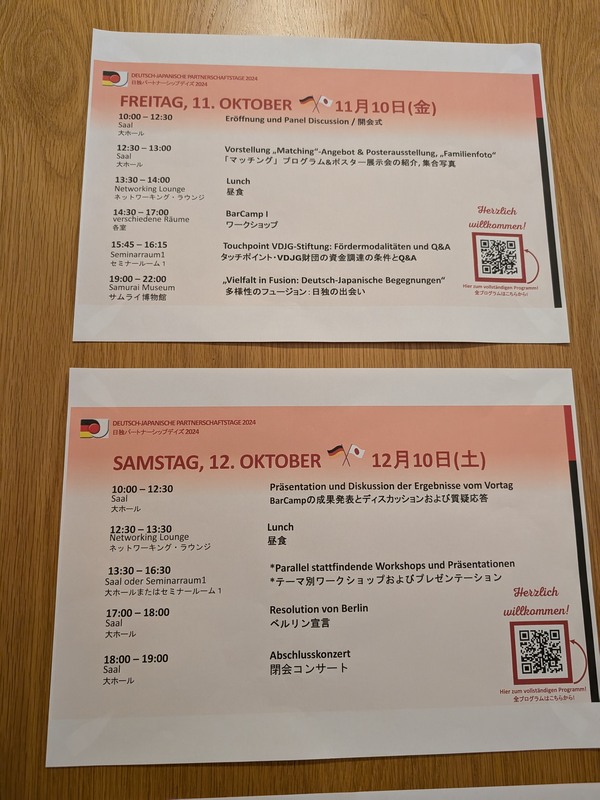 DEUTSCH-JAPANISCHE PARTNERSCHAFTSTAGE 2024
日独パートナーシップデイズ 2024
FREITAG, 11. OKTOBER 11月10日(金)
10:00 – 12:30
Saal
大ホール
Eröffnung und Panel Discussion / 開会式
12:30 – 13:00
Saal
大ホール
Vorstellung „Matching“-Angebot & Posterausstellung, „Familienfoto“
「マッチング」プログラム&ポスター展示会の紹介, 集合写真
13:30 – 14:00
Networking Lounge
ネットワーキング・ラウンジ
Lunch
昼食
14:30 – 17:00
verschiedene Räume
各室
BarCamp I
ワークショップ
15:45 – 16:15
Seminarraum1
セミナールーム 1
Touchpoint VDJG-Stiftung: Fördermodalitäten und Q&A
タッチポイント・VDJG財団の資金調達の条件とQ&A
19:00 – 22:00
Samurai Museum
サムライ博物館
„Vielfalt in Fusion: Deutsch-Japanische Begegnungen“
多様性のフュージョン: 日独の出会い
Herzlich
willkommen!
Hier zum vollständigen Programm!
全プログラムはこちらから!
DEUTSCH-JAPANISCHE PARTNERSCHAFTSTAGE 2024
日独パートナーシップデイズ 2024
SAMSTAG, 12. OKTOBER 12月10日(土)
10:00 – 12:30
Saal
大ホール
Präsentation und Diskussion der Ergebnisse vom Vortag
BarCampの成果発表とディスカッションおよび質疑応答
12:30 – 13:30
Networking Lounge
ネットワーキング・ラウンジ
Lunch
昼食
13:30 – 16:30
Saal oder Seminarraum1
大ホールまたはセミナールーム 1
*Parallel stattfindende Workshops und Präsentationen
*テーマ別ワークショップおよびプレゼンテーション
17:00 – 18:00
Saal
大ホール
Resolution von Berlin
ベルリン宣言
18:00 – 19:00
Saal
大ホール
Abschlusskonzert
閉会コンサート
Herzlich
willkommen!
Hier zum vollständigen Programm!
全プログラムはこちらから!